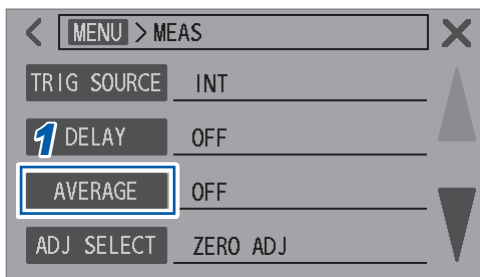 MENU > MEAS
TRIG SOURCE INT
1 DELAY OFF
AVERAGE OFF
ADJ SELECT ZERO ADJ